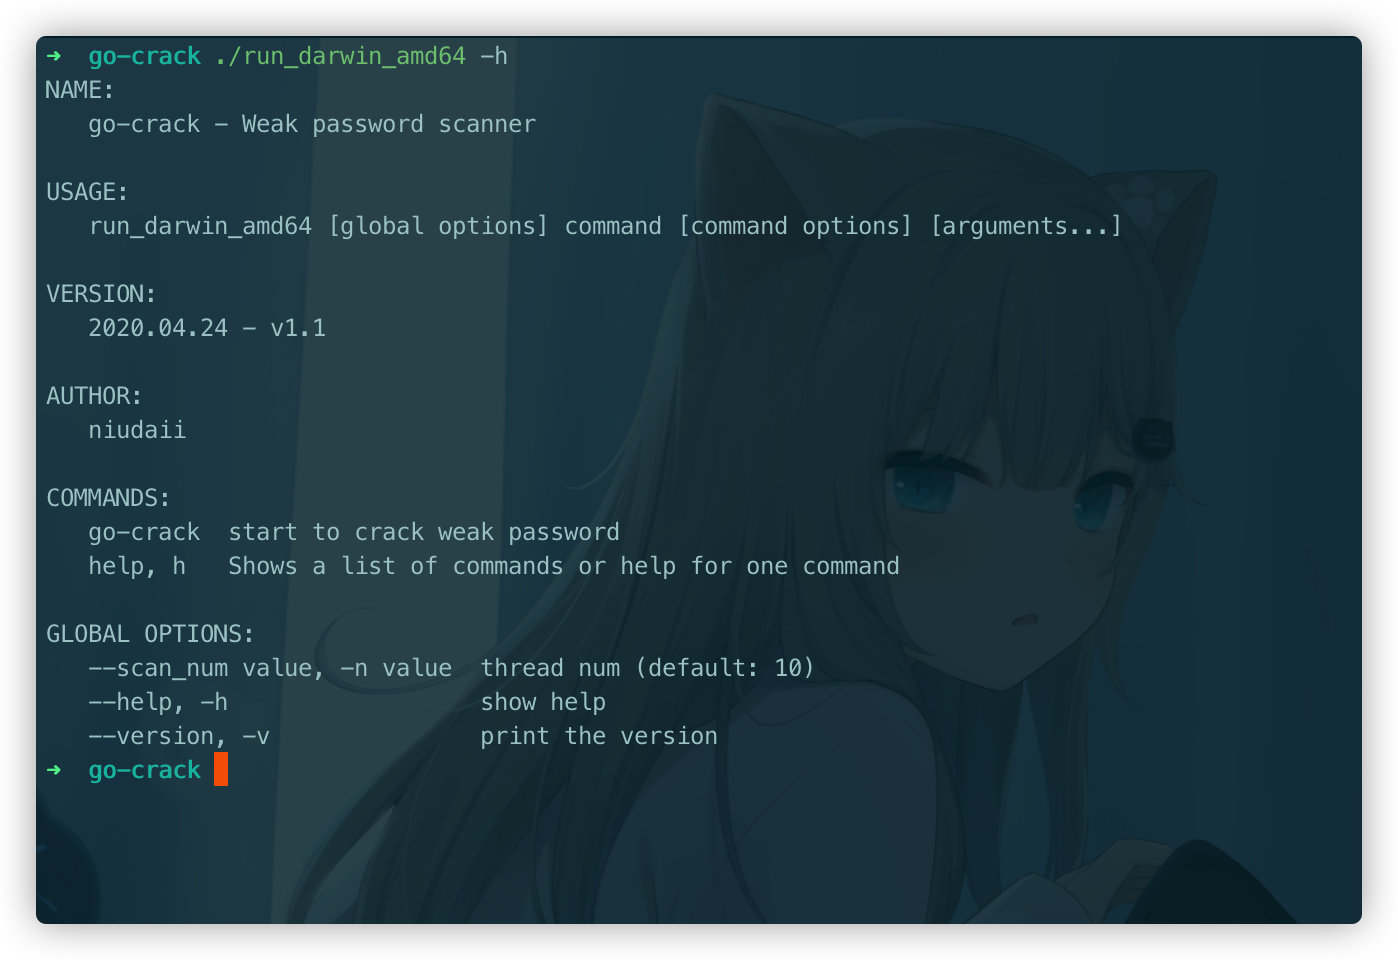 ➜  go-crack ./run_darwin_amd64 -h
NAME:
   go-crack - Weak password scanner
USAGE:
   run_darwin_amd64 [global options] command [command options] [arguments...]
VERSION:
   2020.04.24 - v1.1
AUTHOR:
   niudaii
COMMANDS:
   go-crack  start to crack weak password
   help, h   Shows a list of commands or help for one command
GLOBAL OPTIONS:
   --scan_num value, -n value  thread num (default: 10)
   --help, -h                  show help
   --version, -v               print the version
➜  go-crack